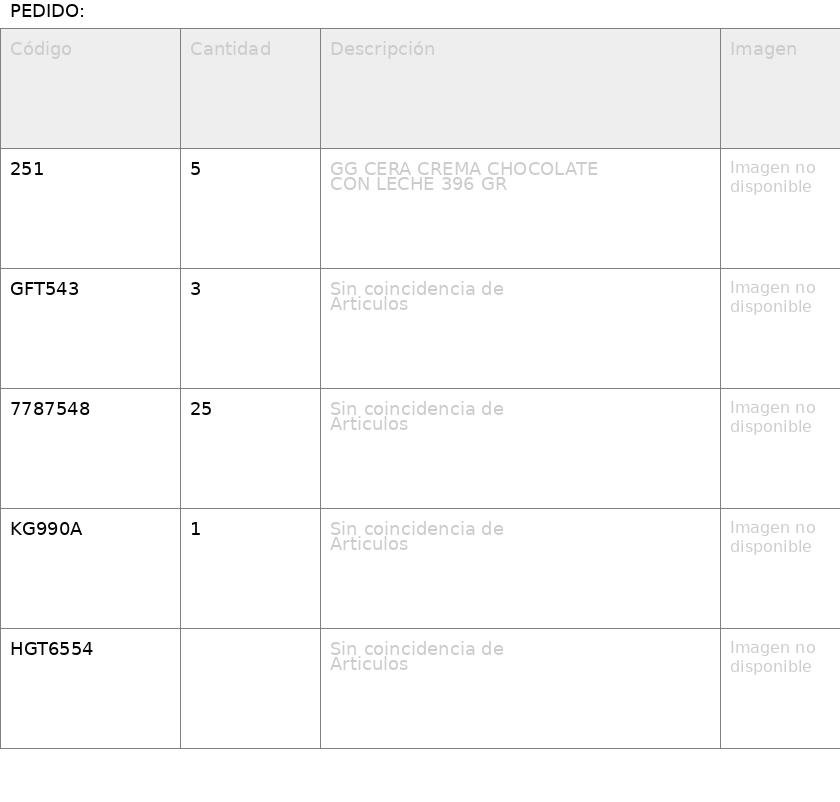 PEDIDO:
Código Cantidad Descripción Imagen
251 5 GG CERA CREMA CHOCOLATE Imagen no
CON LECHE 396 GR disponible
GFT543 3 Sin coincidencia de Imagen no
Articulos disponible
7787548 25 Sin coincidencia de Imagen no
Articulos disponible
KG990A 1 Sin coincidencia de Imagen no
Articulos disponible
HGT6554 Sin coincidencia de Imagen no
Articulos disponible